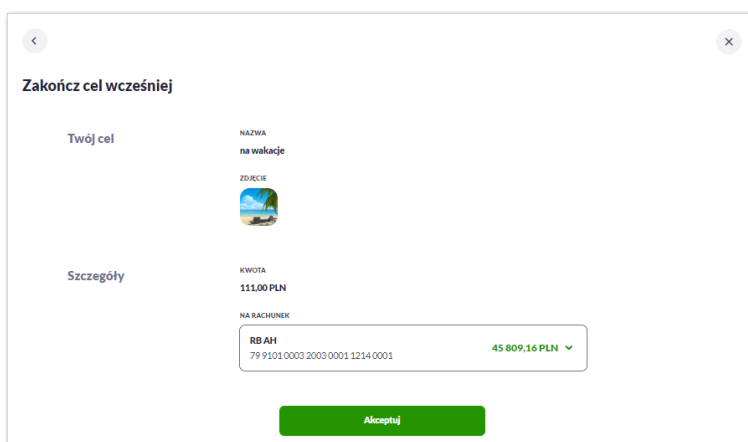 Zakończ cel wcześniej
Twój cel
NAZWA
na wakacje
ZDJĘCIE
Szczegóły
KWOTA
111,00 PLN
NA RACHUNEK
RB AH
79 9101 0003 2003 0001 1214 0001
45 809,16 PLN
Akceptuj